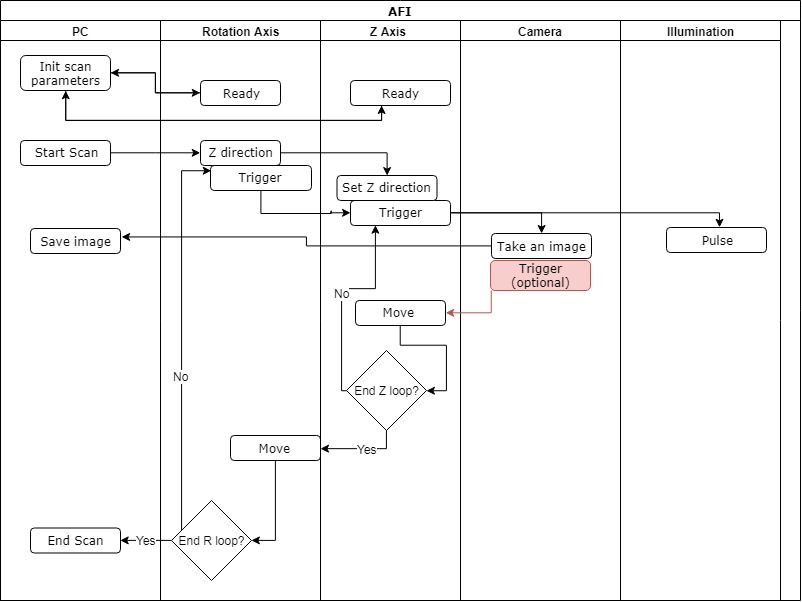 AFI
PC
Rotation Axis
Z Axis
Camera
Illumination
Init scan
parameters
Ready
Ready
Start Scan
Z direction
Trigger
Set Z direction
Trigger
Save image
Take an image
Pulse
Trigger
(optional)
No
Move
No
End Z loop?
Move
Yes
End Scan
Yes
End R loop?